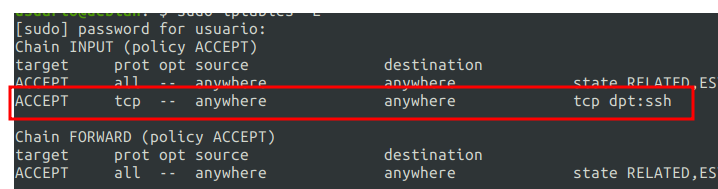 usuario@debian:~$ sudo iptables -L
[sudo] password for usuario:
Chain INPUT (policy ACCEPT)
target     prot opt source               destination
ACCEPT     all  --  anywhere             anywhere             state RELATED,ES
ACCEPT     tcp  --  anywhere             anywhere             tcp dpt:ssh
Chain FORWARD (policy ACCEPT)
target     prot opt source               destination
ACCEPT     all  --  anywhere             anywhere             state RELATED,ES